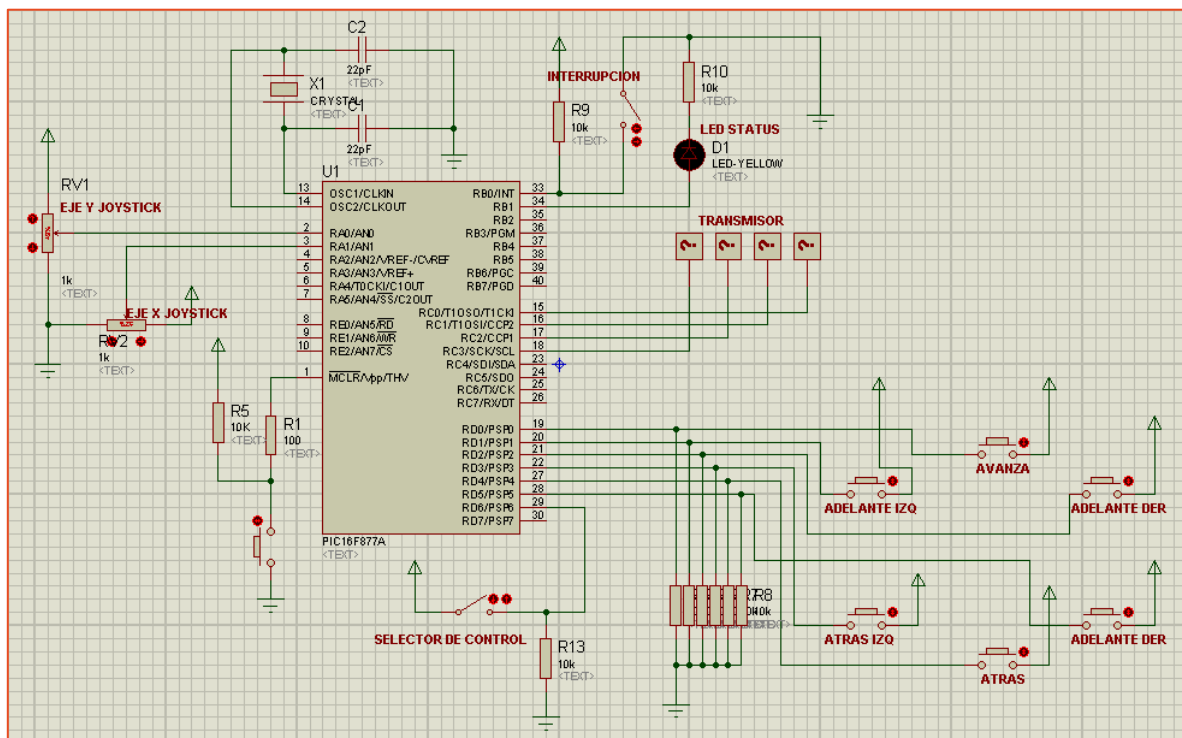 C2
22pF
<TEXT>
X1
CRYSTAL
<TEXT>
C1
22pF
<TEXT>
INTERRUPCION
R9
10k
<TEXT>
R10
10k
<TEXT>
LED STATUS
D1
LED-YELLOW
<TEXT>
TRANSMISOR
?
?
?
?
RV1
EJE Y JOYSTICK
1k
<TEXT>
EJE X JOYSTICK
RV2
1k
<TEXT>
R5
10K
<TEXT>
R1
100
<TEXT>
U1
13 OSC1/CLKIN
14 OSC2/CLKOUT
2 RA0/AN0
3 RA1/AN1
4 RA2/AN2/VREF-/CVREF
5 RA3/AN3/VREF+
6 RA4/T0CKI/C1OUT
7 RA5/AN4/SS/C2OUT
8 RE0/AN5/RD
9 RE1/AN6/WR
10 RE2/AN7/CS
1 MCLR/Vpp/THV
RB0/INT 33
RB1 34
RB2 35
RB3/PGM 36
RB4 37
RB5 38
RB6/PGC 39
RB7/PGD 40
RC0/T1OSO/T1CKI 15
RC1/T1OSI/CCP2 16
RC2/CCP1 17
RC3/SCK/SCL 18
RC4/SDI/SDA 23
RC5/SDO 24
RC6/TX/CK 25
RC7/RX/DT 26
RD0/PSP0 19
RD1/PSP1 20
RD2/PSP2 21
RD3/PSP3 22
RD4/PSP4 27
RD5/PSP5 28
RD6/PSP6 29
RD7/PSP7 30
PIC16F877A
<TEXT>
AVANZA
ADELANTE IZQ
ADELANTE DER
SELECTOR DE CONTROL
R13
10k
<TEXT>
R8
ATRAS IZQ
ADELANTE DER
ATRAS